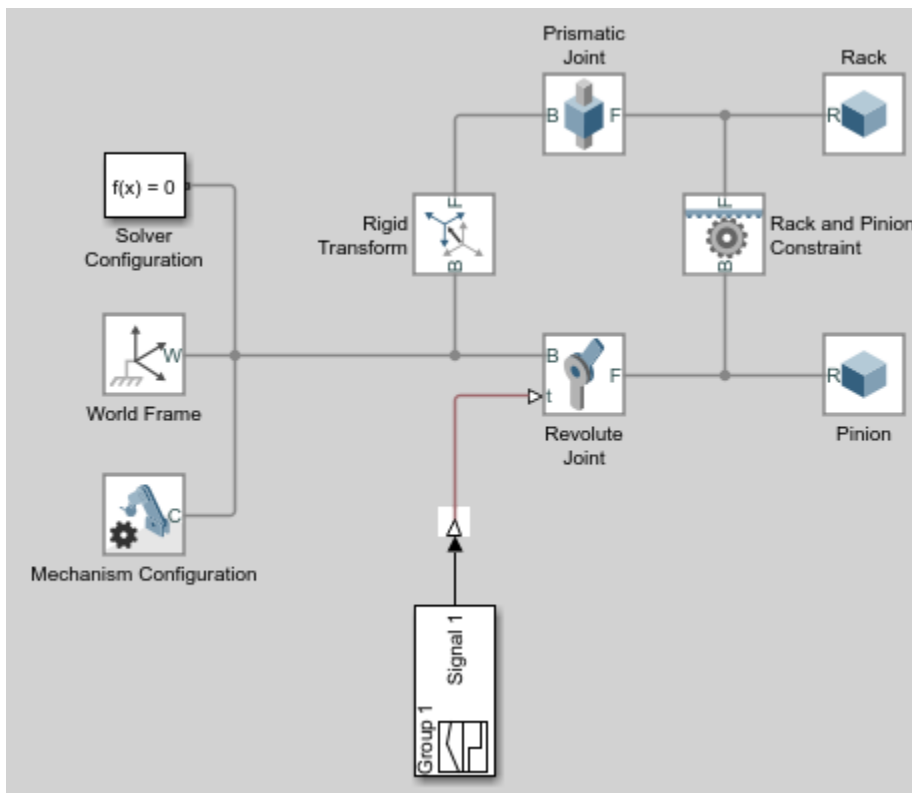 Prismatic
Joint
Rack
B
F
R
f(x) = 0
Solver
Configuration
Rigid
Transform
F
B
F
B
Rack and Pinion
Constraint
W
World Frame
B
t
F
Revolute
Joint
R
Pinion
C
Mechanism Configuration
Signal 1
Group 1